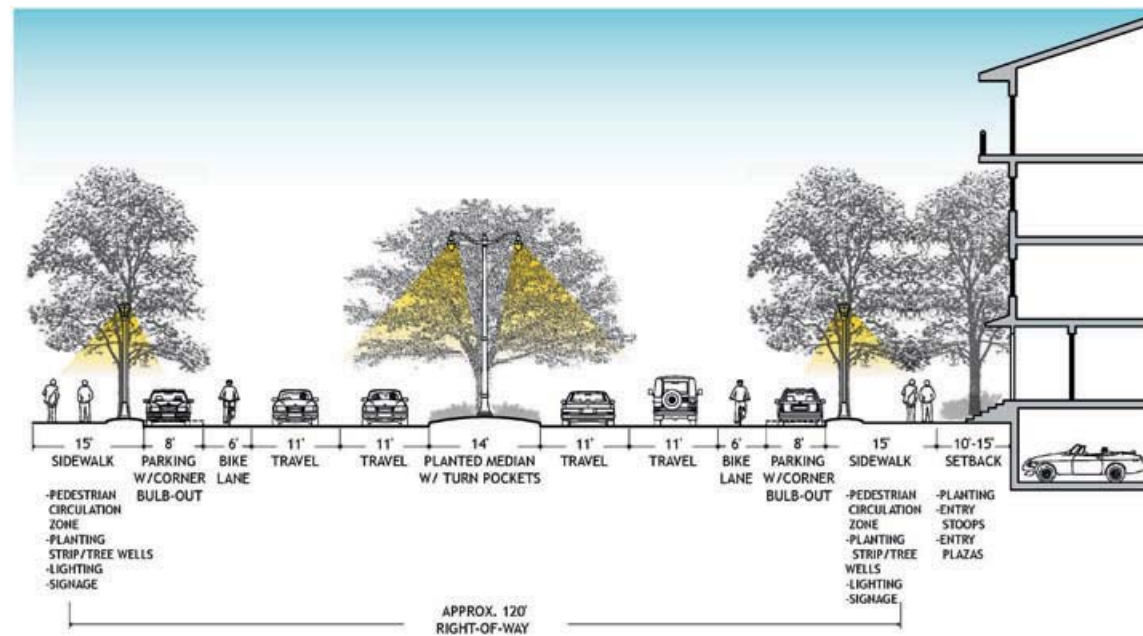 15'
SIDEWALK
-PEDESTRIAN
CIRCULATION
ZONE
-PLANTING
STRIP/TREE WELLS
-LIGHTING
-SIGNAGE
8'
PARKING
W/CORNER
BULB-OUT
6'
BIKE
LANE
11'
TRAVEL
11'
TRAVEL
14'
PLANTED MEDIAN
W/ TURN POCKETS
11'
TRAVEL
11'
TRAVEL
6'
BIKE
LANE
8'
PARKING
W/CORNER
BULB-OUT
15'
SIDEWALK
-PEDESTRIAN
CIRCULATION
ZONE
-PLANTING
STRIP/TREE
WELLS
-LIGHTING
-SIGNAGE
10'-15'
SETBACK
-PLANTING
-ENTRY
STOOPS
-ENTRY
PLAZAS
APPROX. 120'
RIGHT-OF-WAY